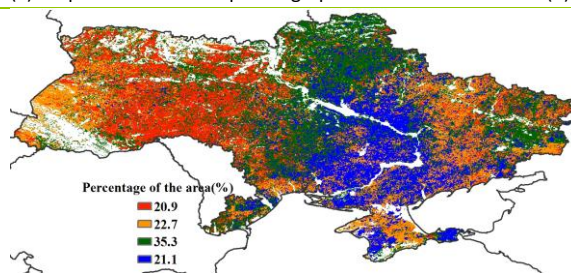 Percentage of the area(%)
20.9
22.7
35.3
21.1